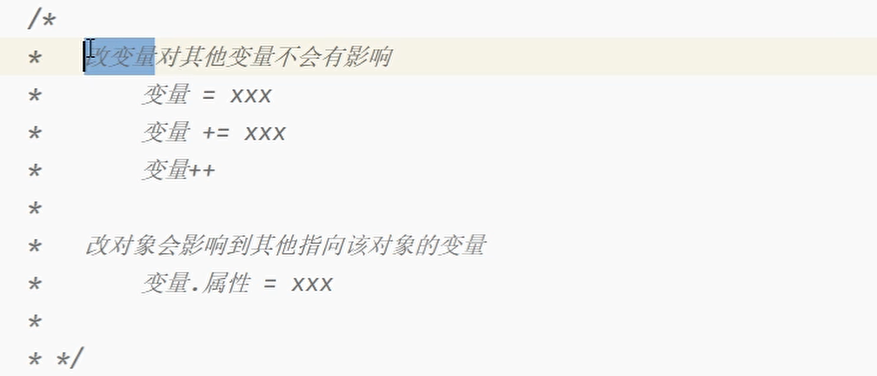 /*
* 改变量对其他变量不会有影响
* 变量 = xxx
* 变量 += xxx
* 变量++
*
* 改对象会影响到其他指向该对象的变量
* 变量.属性 = xxx
*
* */